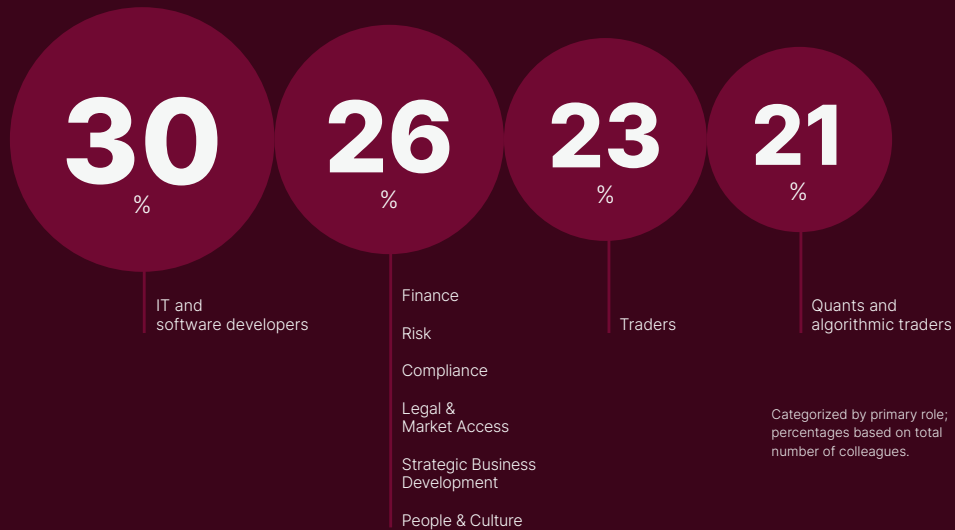 30
%
IT and
software developers
26
%
Finance
Risk
Compliance
Legal &
Market Access
Strategic Business
Development
People & Culture
23
%
Traders
21
%
Quants and
algorithmic traders
Categorized by primary role;
percentages based on total
number of colleagues.